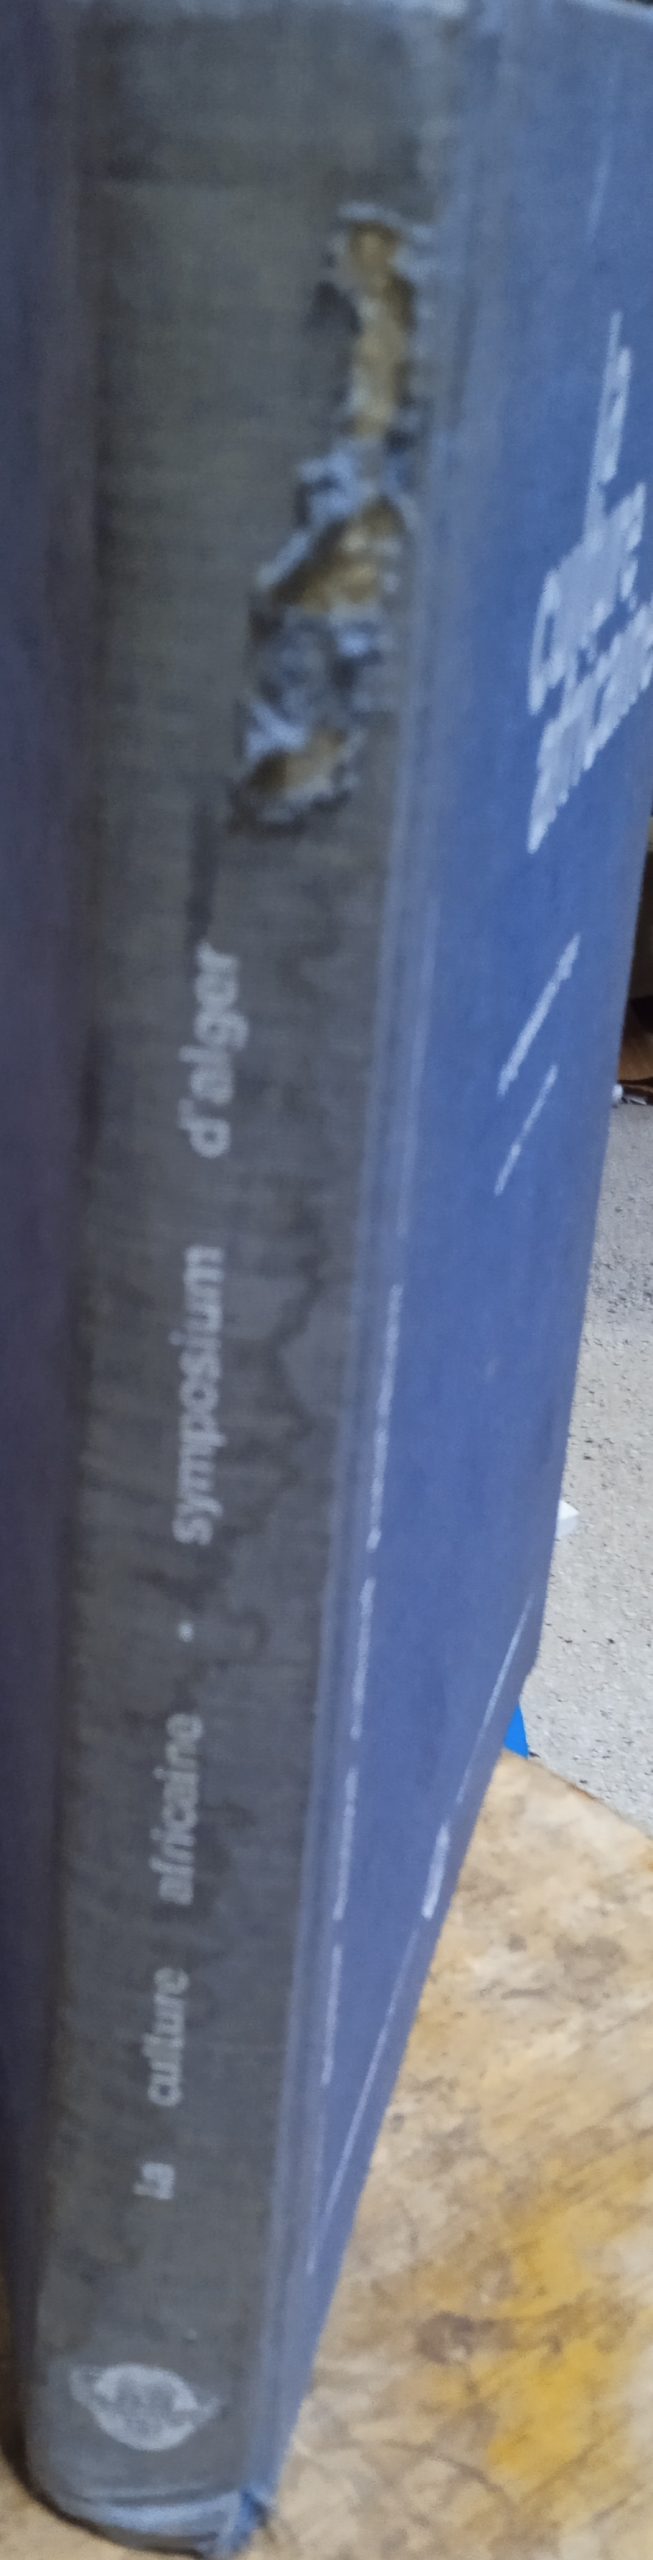 la culture africaine . Symposium d'alger
la
Culture
africaine